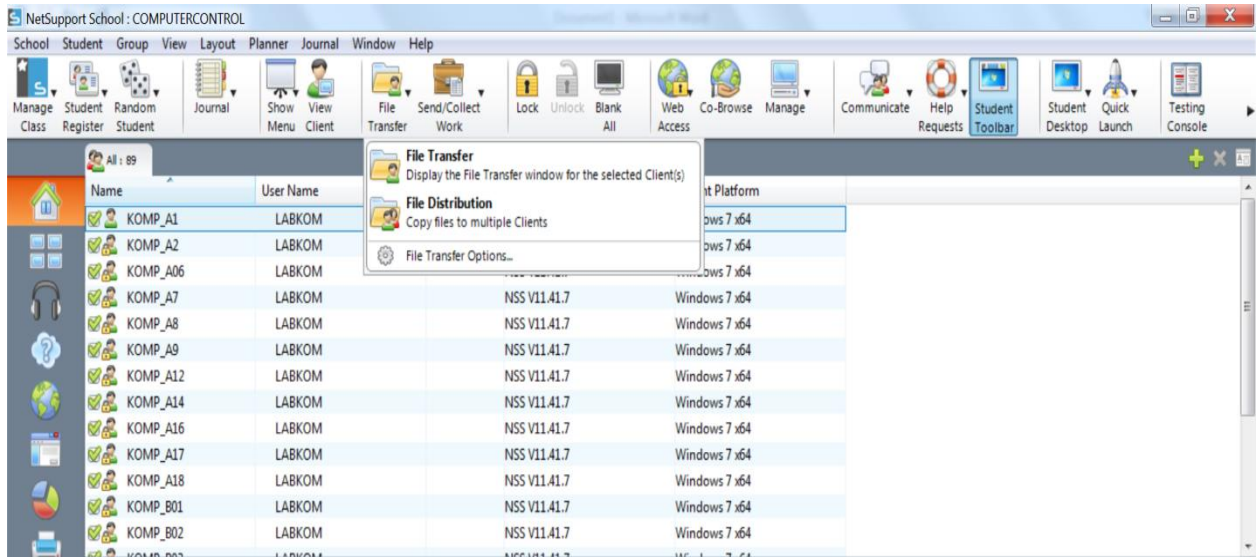 NetSupport School : COMPUTERCONTROL
School Student Group View Layout Planner Journal Window Help
Manage Class
Student Register
Random Student
Journal
Show Menu
View Client
File Transfer
Send/Collect Work
Lock
Unlock
Blank All
Web Access
Co-Browse
Manage
Communicate
Help Requests
Student Toolbar
Student Desktop
Quick Launch
Testing Console
All : 89
File Transfer
Display the File Transfer window for the selected Client(s)
File Distribution
Copy files to multiple Clients
File Transfer Options...
Name User Name Platform
KOMP_A1 LABKOM ows 7 x64
KOMP_A2 LABKOM ows 7 x64
KOMP_A06 LABKOM ows 7 x64
KOMP_A7 LABKOM NSS V11.41.7 Windows 7 x64
KOMP_A8 LABKOM NSS V11.41.7 Windows 7 x64
KOMP_A9 LABKOM NSS V11.41.7 Windows 7 x64
KOMP_A12 LABKOM NSS V11.41.7 Windows 7 x64
KOMP_A14 LABKOM NSS V11.41.7 Windows 7 x64
KOMP_A16 LABKOM NSS V11.41.7 Windows 7 x64
KOMP_A17 LABKOM NSS V11.41.7 Windows 7 x64
KOMP_A18 LABKOM NSS V11.41.7 Windows 7 x64
KOMP_B01 LABKOM NSS V11.41.7 Windows 7 x64
KOMP_B02 LABKOM NSS V11.41.7 Windows 7 x64